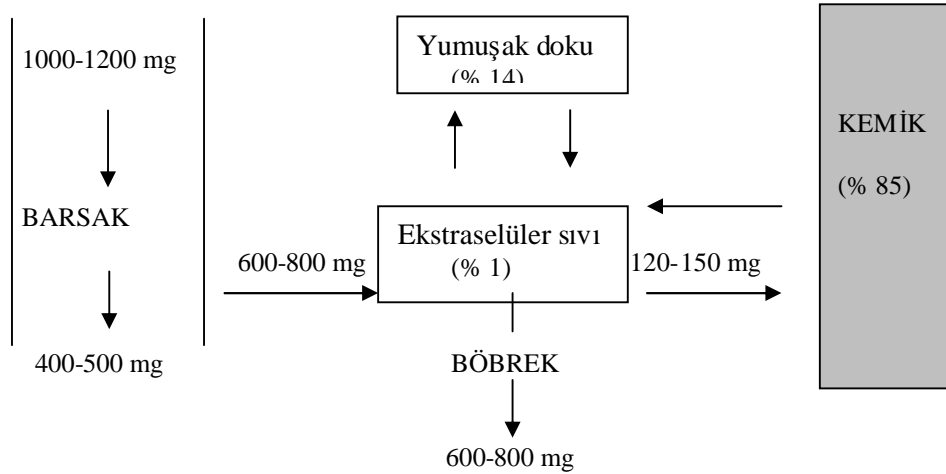 1000-1200 mg
BARSAK
400-500 mg
600-800 mg
Yumuşak doku
(% 14)
Ekstraselüler sıvı
(% 1)
120-150 mg
BÖBREK
600-800 mg
KEMİK
(% 85)